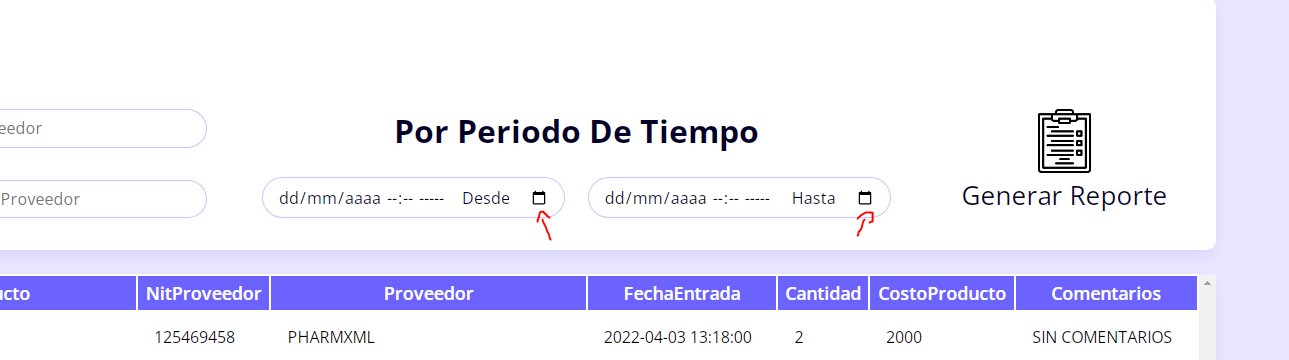 eedor
Por Periodo De Tiempo
Proveedor
dd/mm/aaaa --:-- ----- Desde
dd/mm/aaaa --:-- ----- Hasta
Generar Reporte
ucto NitProveedor Proveedor FechaEntrada Cantidad CostoProducto Comentarios
125469458 PHARMXML 2022-04-03 13:18:00 2 2000 SIN COMENTARIOS